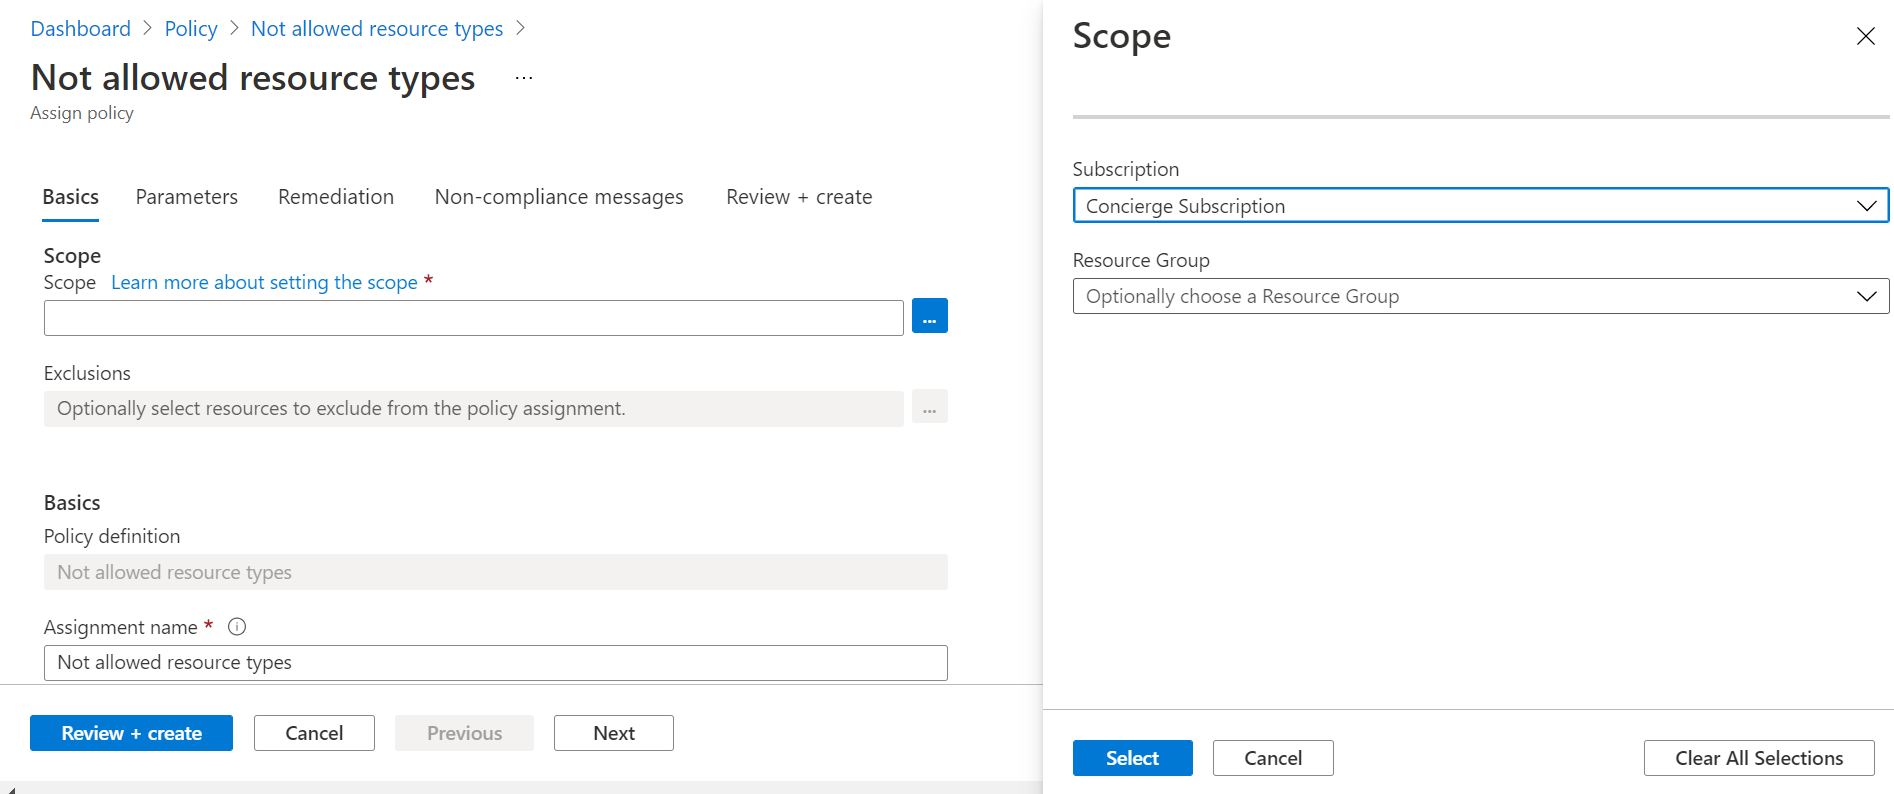 Dashboard > Policy > Not allowed resource types >
Not allowed resource types ...
Assign policy
Basics Parameters Remediation Non-compliance messages Review + create
Scope
Scope Learn more about setting the scope *
...
Exclusions
Optionally select resources to exclude from the policy assignment.
...
Basics
Policy definition
Not allowed resource types
Assignment name *
Not allowed resource types
Review + create Cancel Previous Next
Scope
Subscription
Concierge Subscription
Resource Group
Optionally choose a Resource Group
Select Cancel Clear All Selections